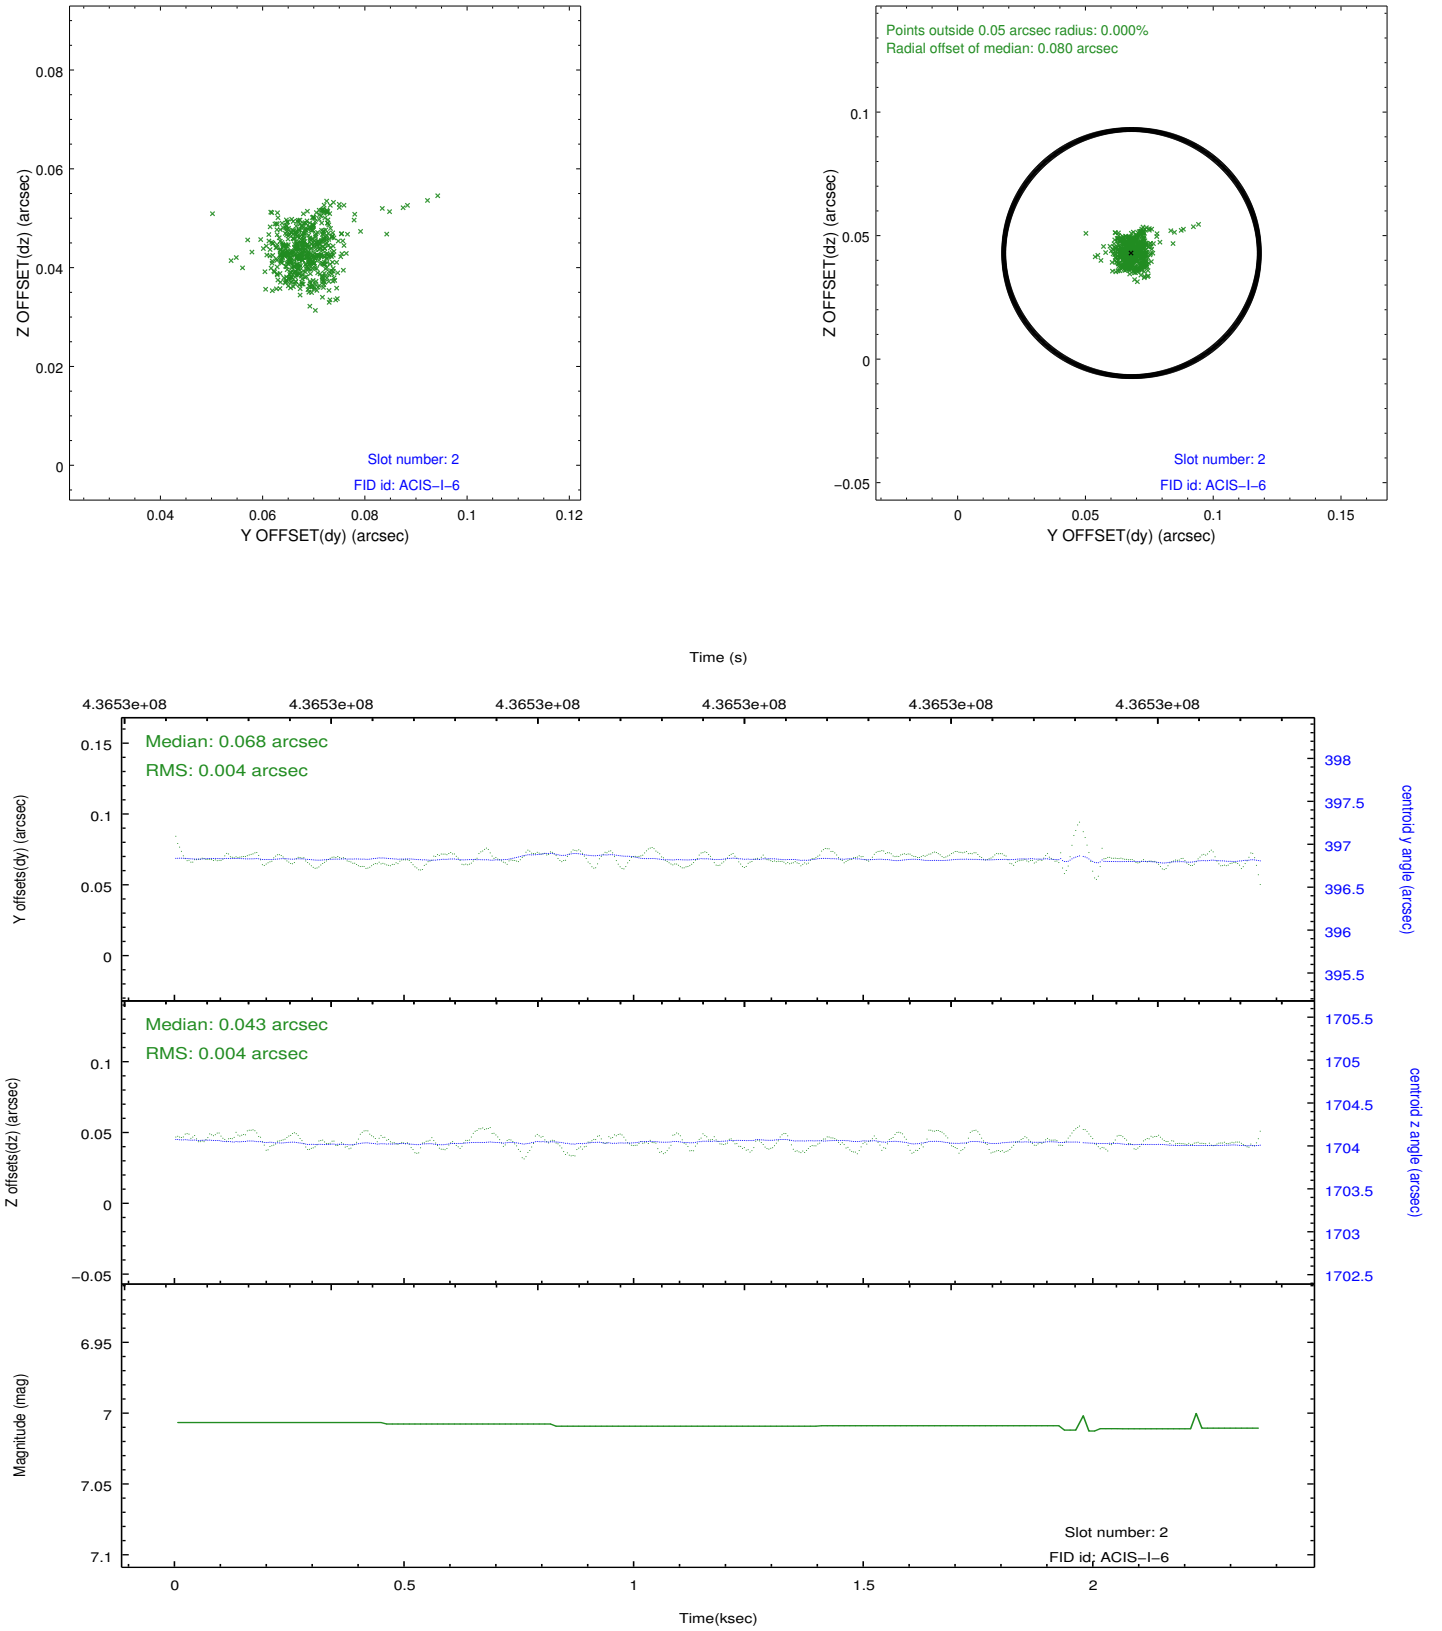 0.08
0.06
0.04
0.02
0
Z OFFSET(dz) (arcsec)
Slot number: 2
FID id: ACIS−I−6
0.04 0.06 0.08 0.1 0.12
Y OFFSET(dy) (arcsec)
Points outside 0.05 arcsec radius: 0.000%
Radial offset of median: 0.080 arcsec
0.1
0.05
0
−0.05
Z OFFSET(dz) (arcsec)
Slot number: 2
FID id: ACIS−I−6
0 0.05 0.1 0.15
Y OFFSET(dy) (arcsec)
Time (s)
4.3653e+08 4.3653e+08 4.3653e+08 4.3653e+08 4.3653e+08 4.3653e+08
Median: 0.068 arcsec
RMS: 0.004 arcsec
0.15
0.1
0.05
0
Y offsets(dy) (arcsec)
398
397.5
397
396.5
396
395.5
centroid y angle (arcsec)
Median: 0.043 arcsec
RMS: 0.004 arcsec
0.1
0.05
0
−0.05
Z offsets(dz) (arcsec)
1705.5
1705
1704.5
1704
1703.5
1703
1702.5
centroid z angle (arcsec)
6.95
7
7.05
7.1
Magnitude (mag)
Slot number: 2
FID id: ACIS−I−6
0 0.5 1 1.5 2
Time(ksec)